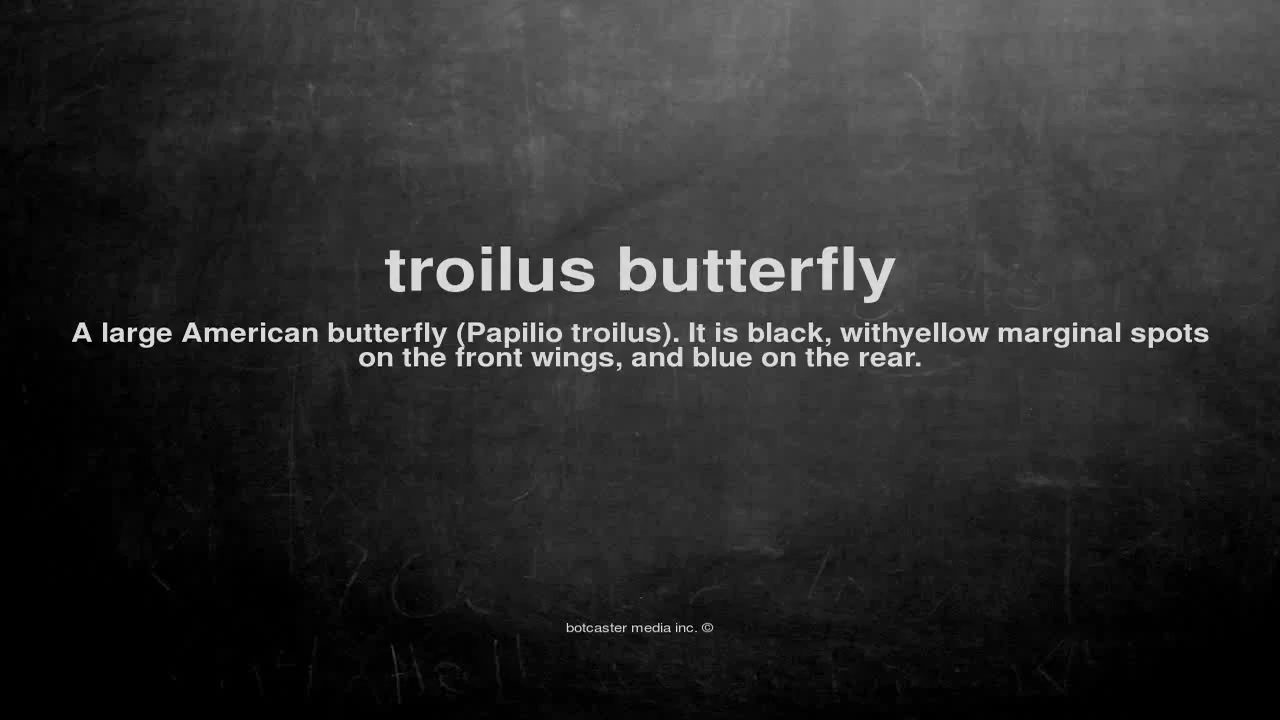 troilus butterfly
A large American butterfly (Papilio troilus). It is black, withyellow marginal spots
on the front wings, and blue on the rear.
botcaster media inc. ©